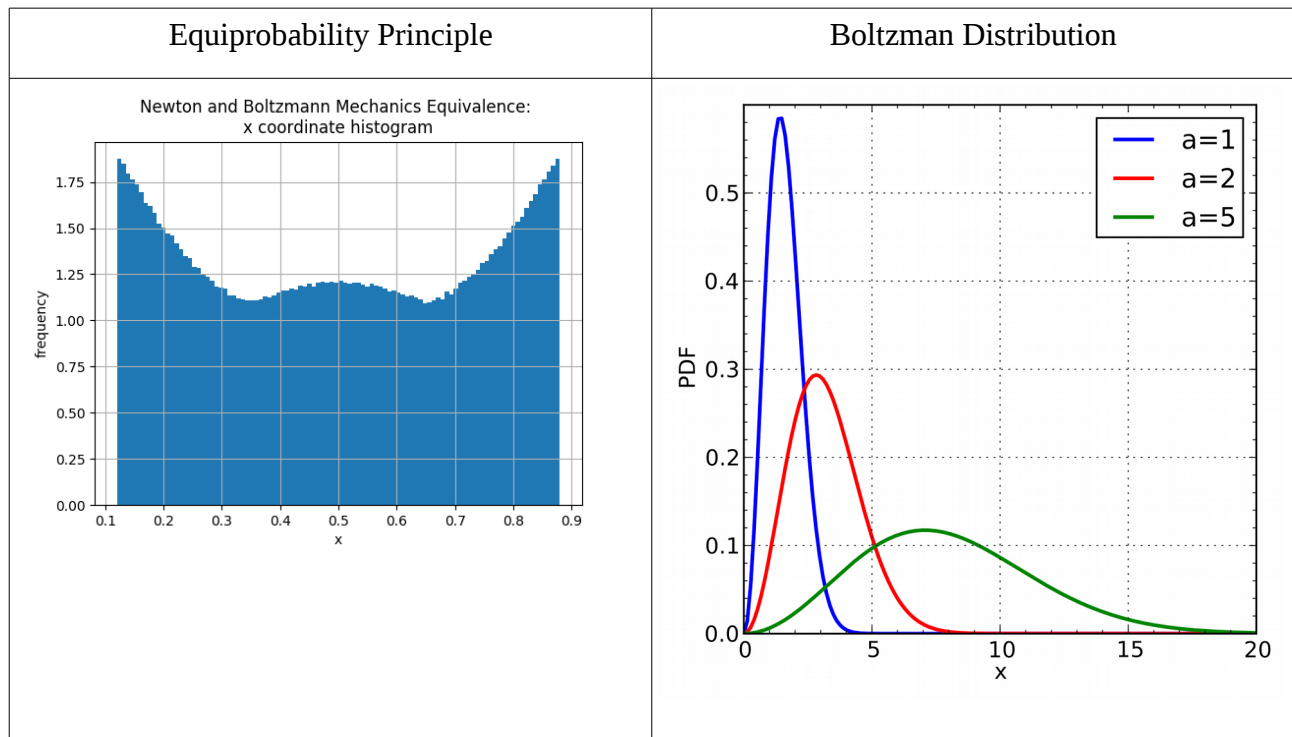 Equiprobability Principle
Boltzman Distribution
Newton and Boltzmann Mechanics Equivalence:
x coordinate histogram
frequency
1.75
1.50
1.25
1.00
0.75
0.50
0.25
0.00
0.1 0.2 0.3 0.4 0.5 0.6 0.7 0.8 0.9
x
a=1
a=2
a=5
PDF
0.5
0.4
0.3
0.2
0.1
0.0
0 5 10 15 20
x